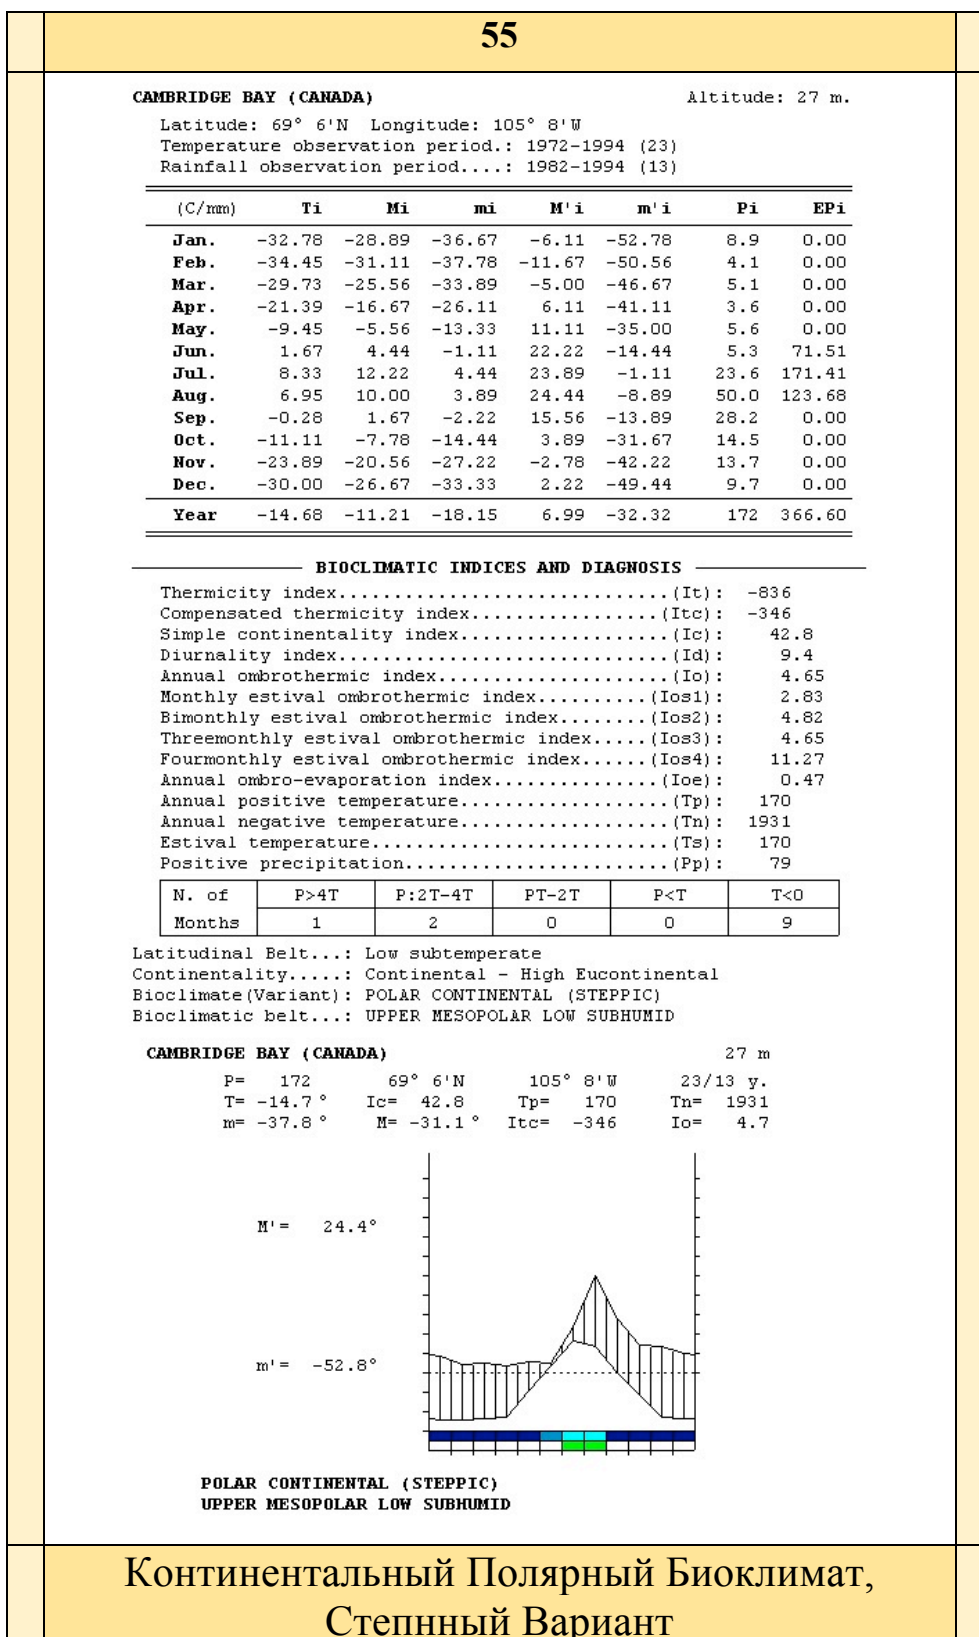 55
CAMBRIDGE BAY (CANADA) Altitude: 27 m.
Latitude: 69° 6'N Longitude: 105° 8'W
Temperature observation period.: 1972-1994 (23)
Rainfall observation period....: 1982-1994 (13)
(C/mm) Ti Mi mi M'i m'i Pi EPi
Jan. -32.78 -28.89 -36.67 -6.11 -52.78 8.9 0.00
Feb. -34.45 -31.11 -37.78 -11.67 -50.56 4.1 0.00
Mar. -29.73 -25.56 -33.89 -5.00 -46.67 5.1 0.00
Apr. -21.39 -16.67 -26.11 6.11 -41.11 3.6 0.00
May. -9.45 -5.56 -13.33 11.11 -35.00 5.6 0.00
Jun. 1.67 4.44 -1.11 22.22 -14.44 5.3 71.51
Jul. 8.33 12.22 4.44 23.89 -1.11 23.6 171.41
Aug. 6.95 10.00 3.89 24.44 -8.89 50.0 123.68
Sep. -0.28 1.67 -2.22 15.56 -13.89 28.2 0.00
Oct. -11.11 -7.78 -14.44 3.89 -31.67 14.5 0.00
Nov. -23.89 -20.56 -27.22 -2.78 -42.22 13.7 0.00
Dec. -30.00 -26.67 -33.33 2.22 -49.44 9.7 0.00
Year -14.68 -11.21 -18.15 6.99 -32.32 172 366.60
BIOCLIMATIC INDICES AND DIAGNOSIS
Thermicity index..............................(It): -836
Compensated thermicity index.................(Itc): -346
Simple continentality index...................(Ic): 42.8
Diurnality index..............................(Id): 9.4
Annual ombrothermic index.....................(Io): 4.65
Monthly estival ombrothermic index..........(Ios1): 2.83
Bimonthly estival ombrothermic index........(Ios2): 4.82
Threemonthly estival ombrothermic index.....(Ios3): 4.65
Fourmonthly estival ombrothermic index......(Ios4): 11.27
Annual ombro-evaporation index...............(Ioe): 0.47
Annual positive temperature...................(Tp): 170
Annual negative temperature...................(Tn): 1931
Estival temperature...........................(Ts): 170
Positive precipitation........................(Pp): 79
N. of P>4T P:2T-4T PT-2T P<T T<0
Months 1 2 0 0 9
Latitudinal Belt...: Low subtemperate
Continentality.....: Continental - High Eucontinental
Bioclimate(Variant): POLAR CONTINENTAL (STEPPIC)
Bioclimatic belt...: UPPER MESOPOLAR LOW SUBHUMID
CAMBRIDGE BAY (CANADA) 27 m
P= 172 69° 6'N 105° 8'W 23/13 y.
T= -14.7° Ic= 42.8 Tp= 170 Tn= 1931
m= -37.8° M= -31.1° Itc= -346 Io= 4.7
M'= 24.4°
m'= -52.8°
POLAR CONTINENTAL (STEPPIC)
UPPER MESOPOLAR LOW SUBHUMID
Континентальный Полярный Биоклимат,
Степнный Вариант